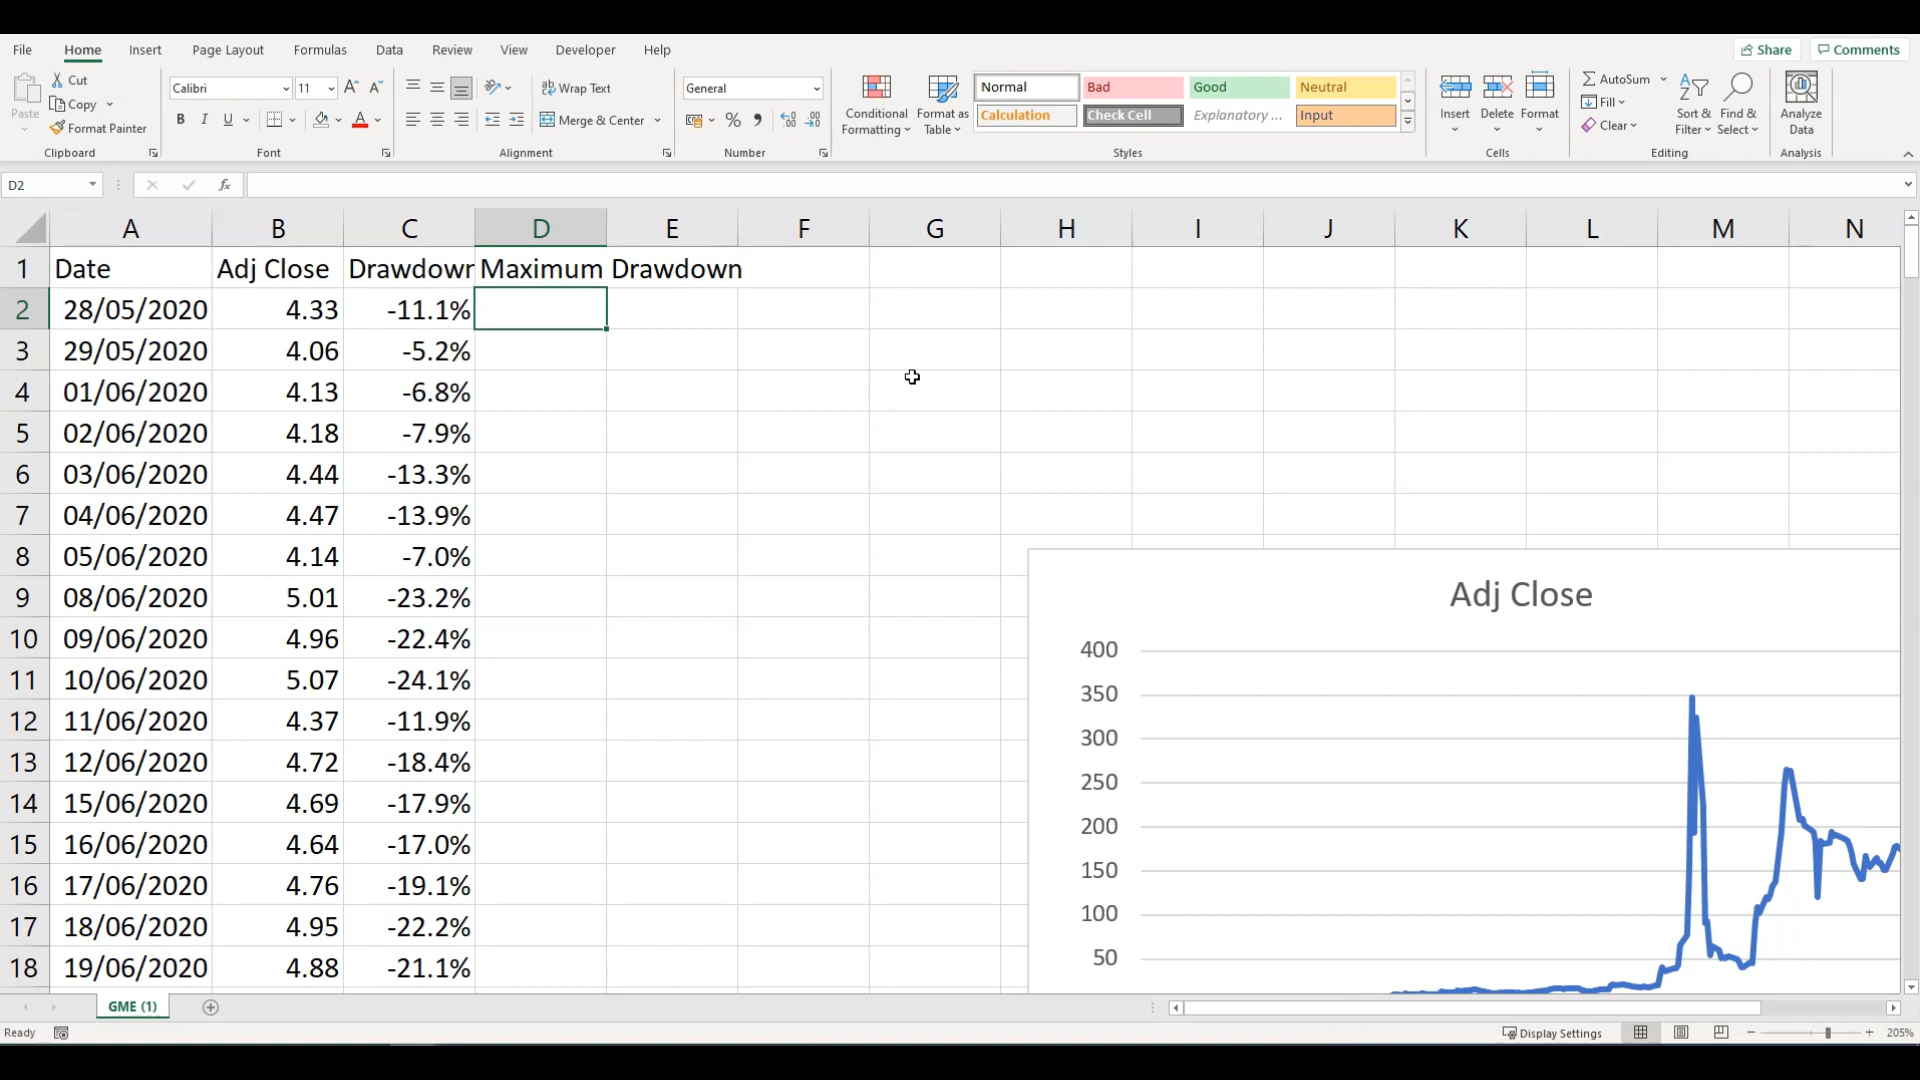 File Home Insert Page Layout Formulas Data Review View Developer Help Share Comments
Paste Cut Copy Format Painter Clipboard
Calibri 11 A A B I U A Font
Wrap Text Merge & Center Alignment
General % Number
Conditional Formatting Format as Table Normal Bad Good Neutral Calculation Check Cell Explanatory ... Input Styles
Insert Delete Format Cells
AutoSum Fill Clear Sort & Filter Find & Select Editing
Analyze Data Analysis
D2 fx
A B C D E F G H I J K L M N
1 Date Adj Close Drawdown Maximum Drawdown
2 28/05/2020 4.33 -11.1%
3 29/05/2020 4.06 -5.2%
4 01/06/2020 4.13 -6.8%
5 02/06/2020 4.18 -7.9%
6 03/06/2020 4.44 -13.3%
7 04/06/2020 4.47 -13.9%
8 05/06/2020 4.14 -7.0%
9 08/06/2020 5.01 -23.2%
10 09/06/2020 4.96 -22.4%
11 10/06/2020 5.07 -24.1%
12 11/06/2020 4.37 -11.9%
13 12/06/2020 4.72 -18.4%
14 15/06/2020 4.69 -17.9%
15 16/06/2020 4.64 -17.0%
16 17/06/2020 4.76 -19.1%
17 18/06/2020 4.95 -22.2%
18 19/06/2020 4.88 -21.1%
Adj Close
400
350
300
250
200
150
100
50
GME (1)
Ready Display Settings 205%